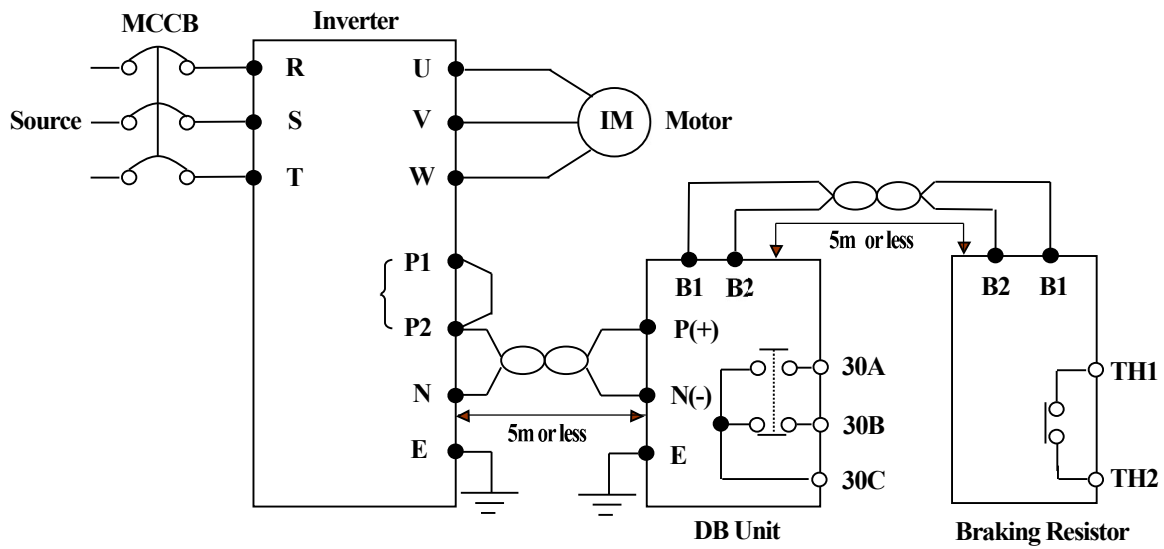 MCCB
Inverter
Source
R
S
T
U
V
W
IM
Motor
P1
P2
N
E
5m or less
5m or less
B1
B2
P(+)
N(-)
E
30A
30B
30C
DB Unit
B2
B1
TH1
TH2
Braking Resistor